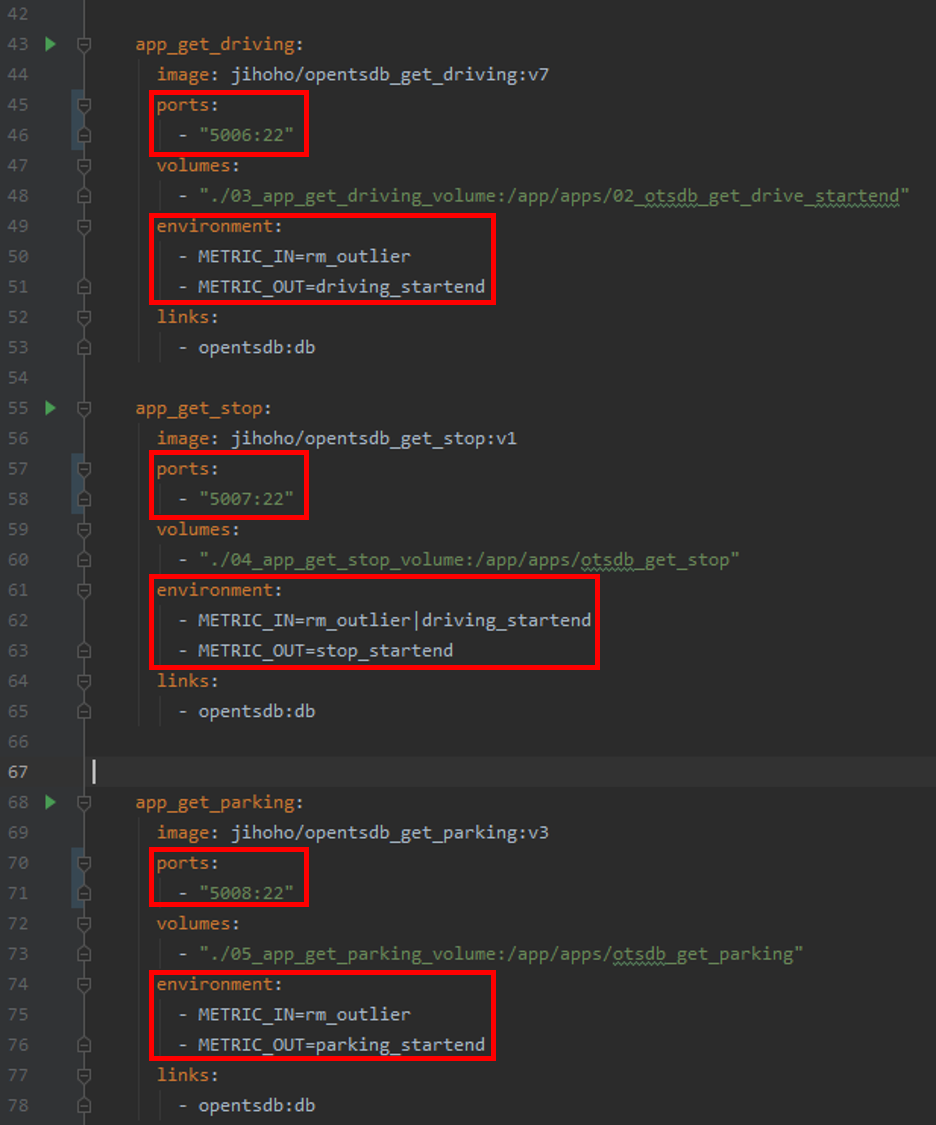 42
43 app_get_driving:
44 image: jihoho/opentsdb_get_driving:v7
45 ports:
46 - "5006:22"
47 volumes:
48 - "./03_app_get_driving_volume:/app/apps/02_otsdb_get_drive_startend"
49 environment:
50 - METRIC_IN=rm_outlier
51 - METRIC_OUT=driving_startend
52 links:
53 - opentsdb:db
54
55 app_get_stop:
56 image: jihoho/opentsdb_get_stop:v1
57 ports:
58 - "5007:22"
59 volumes:
60 - "./04_app_get_stop_volume:/app/apps/otsdb_get_stop"
61 environment:
62 - METRIC_IN=rm_outlier|driving_startend
63 - METRIC_OUT=stop_startend
64 links:
65 - opentsdb:db
66
67
68 app_get_parking:
69 image: jihoho/opentsdb_get_parking:v3
70 ports:
71 - "5008:22"
72 volumes:
73 - "./05_app_get_parking_volume:/app/apps/otsdb_get_parking"
74 environment:
75 - METRIC_IN=rm_outlier
76 - METRIC_OUT=parking_startend
77 links:
78 - opentsdb:db